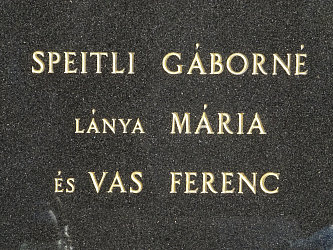 SPEITLI GÁBORNÉ
LÁNYA MÁRIA
ÉS VAS FERENC